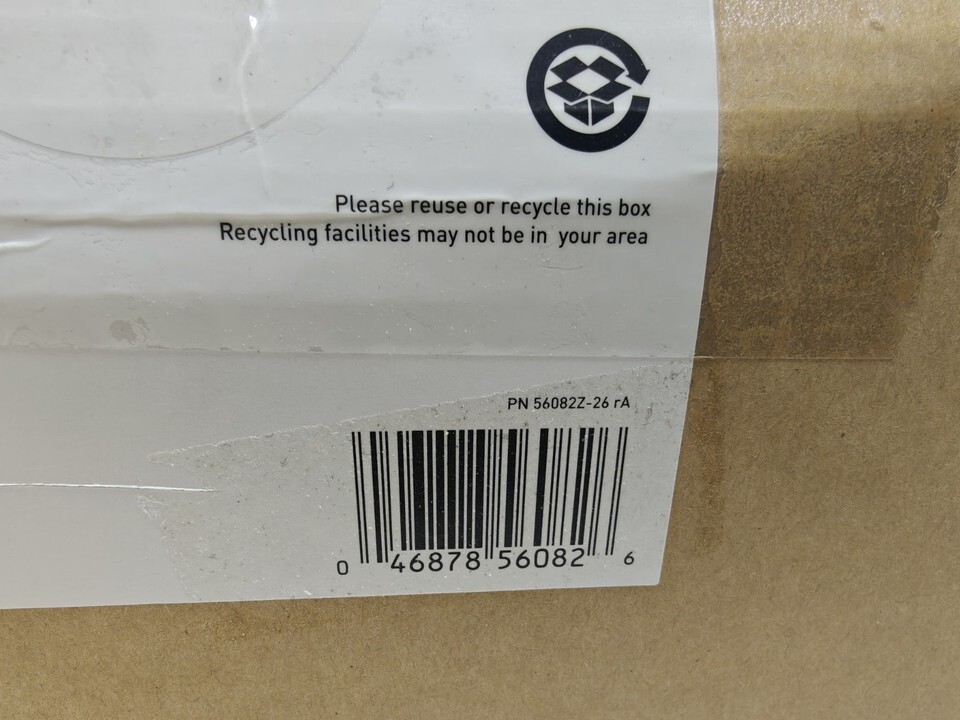 Please reuse or recycle this box
Recycling facilities may not be in your area
PN 56082Z-26 rA
0 46878 56082 6